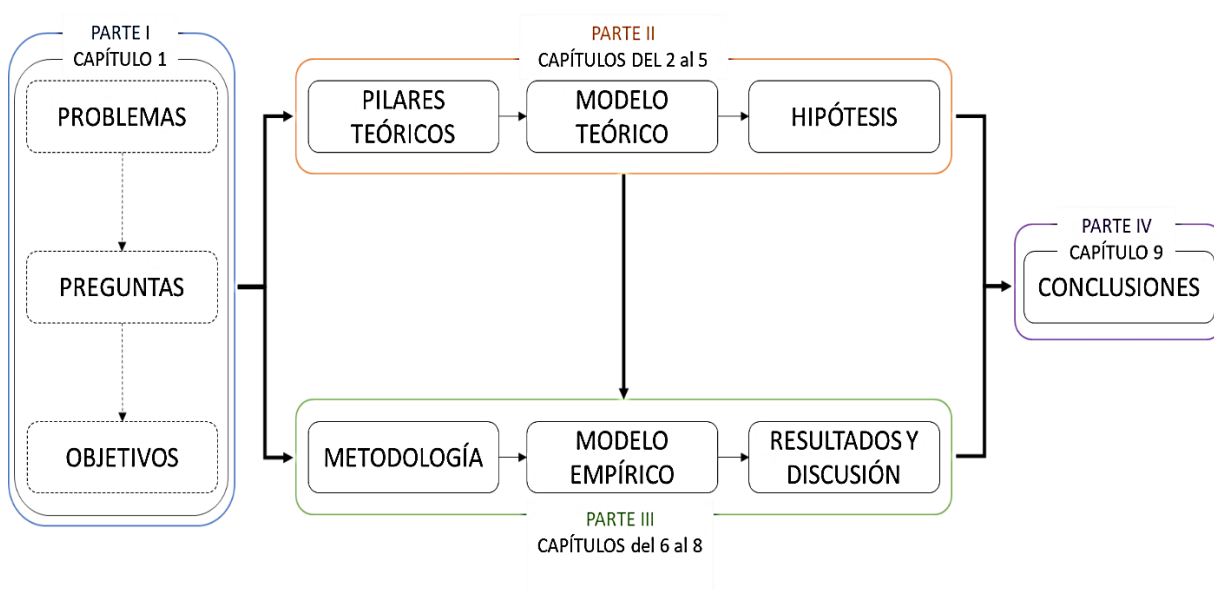 PARTE I
CAPÍTULO 1
PROBLEMAS
PREGUNTAS
OBJETIVOS
PARTE II
CAPÍTULOS DEL 2 al 5
PILARES
TEÓRICOS
MODELO
TEÓRICO
HIPÓTESIS
METODOLOGÍA
MODELO
EMPÍRICO
RESULTADOS Y
DISCUSIÓN
PARTE III
CAPÍTULOS del 6 al 8
PARTE IV
CAPÍTULO 9
CONCLUSIONES